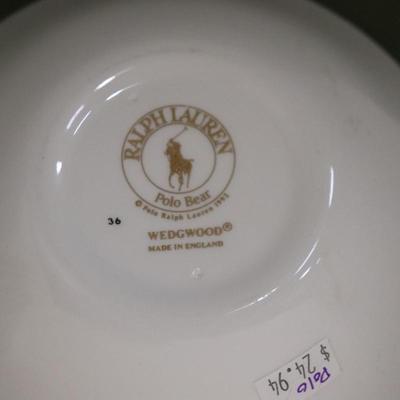 RALPH LAUREN
Polo Bear
© Polo Ralph Lauren 1993
36
WEDGWOOD®
MADE IN ENGLAND
Polo
$ 24.94